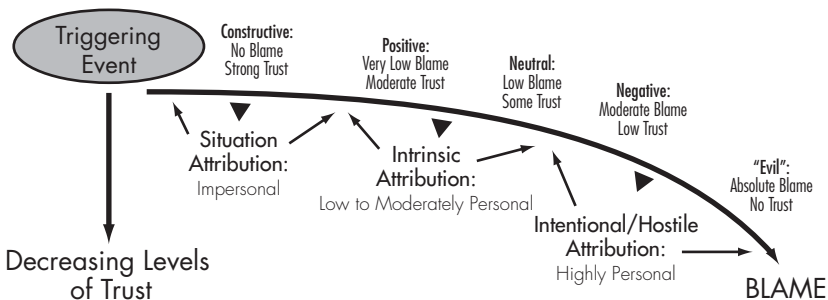 Triggering
Event
Constructive:
No Blame
Strong Trust
Positive:
Very Low Blame
Moderate Trust
Neutral:
Low Blame
Some Trust
Negative:
Moderate Blame
Low Trust
"Evil":
Absolute Blame
No Trust
Situation
Attribution:
Impersonal
Intrinsic
Attribution:
Low to Moderately Personal
Intentional/Hostile
Attribution:
Highly Personal
Decreasing Levels
of Trust
BLAME